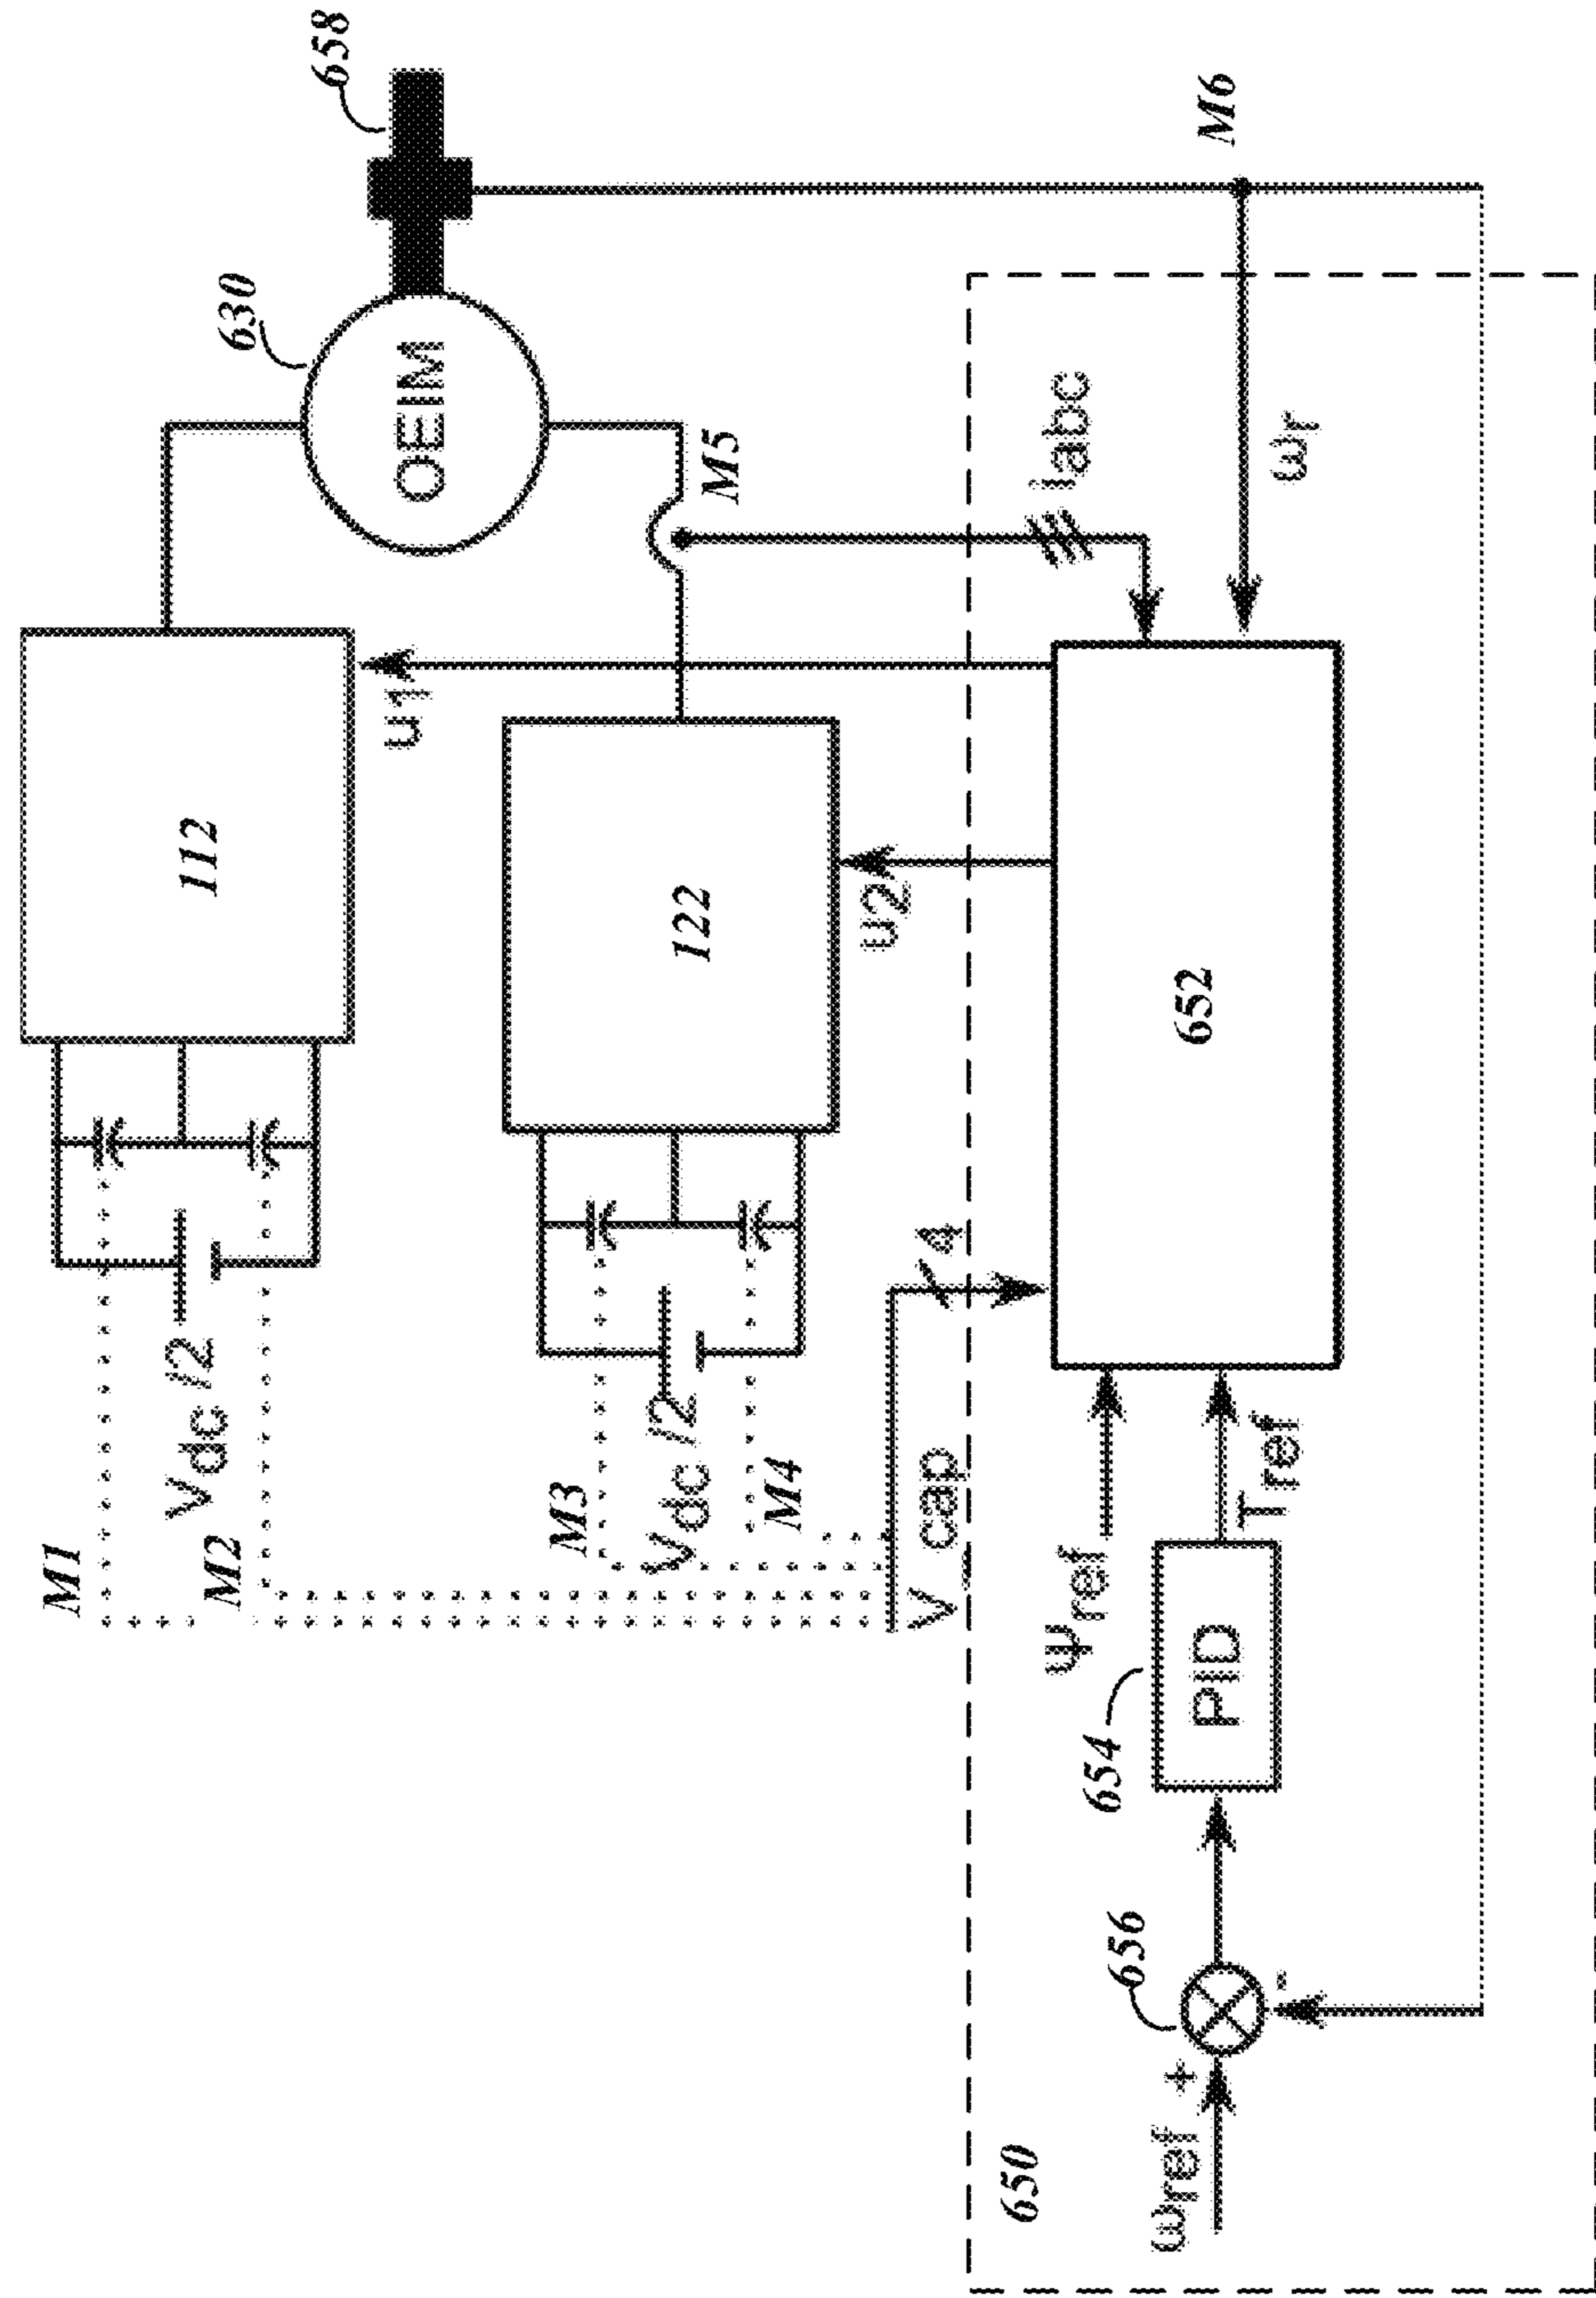 658
630
OEIM
112
u1
M1
Vdc /2
M2
M5
122
u2
M3
Vdc /2
M4
V_cap
4
iabc
M6
ωr
652
ψref
Tref
654
PID
656
ωref
+
-
650